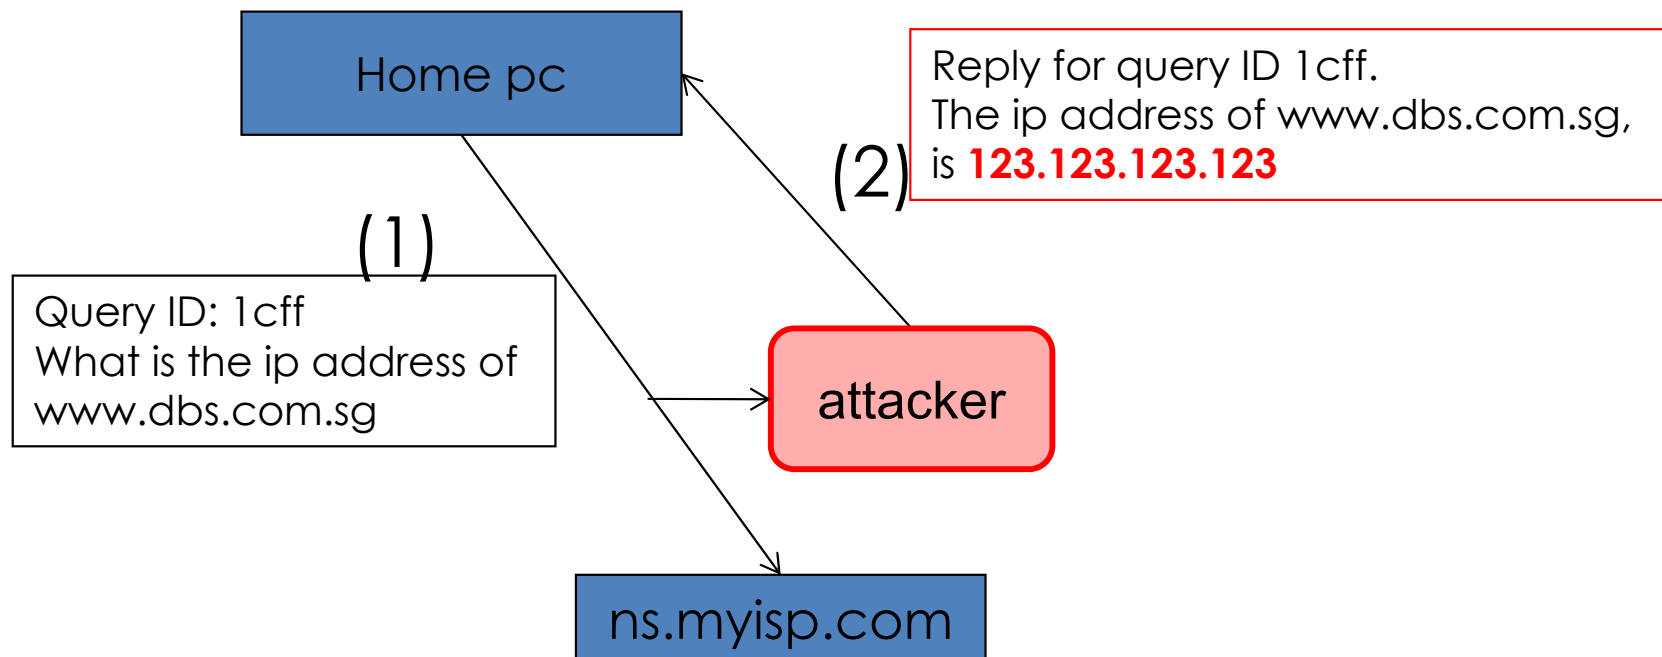 Home pc
Reply for query ID 1cff.
The ip address of www.dbs.com.sg,
is 123.123.123.123
(2)
(1)
Query ID: 1cff
What is the ip address of
www.dbs.com.sg
attacker
ns.myisp.com